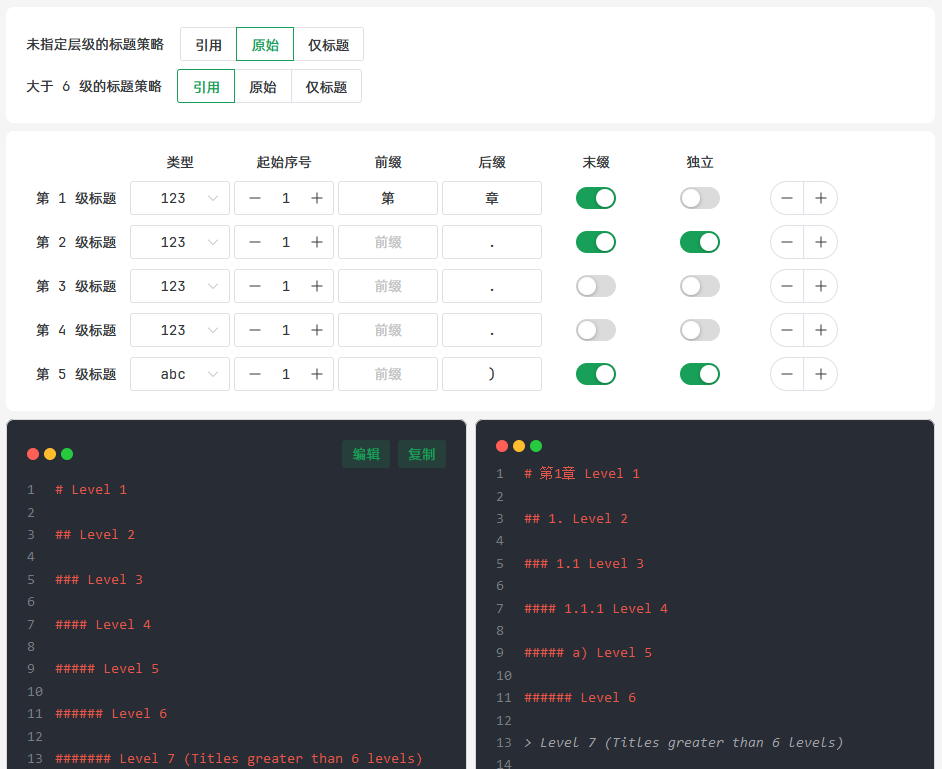 未指定层级的标题策略 引用 原始 仅标题
大于 6 级的标题策略 引用 原始 仅标题
类型 起始序号 前缀 后缀 末缀 独立
第 1 级标题 123 − 1 + 第 章 − +
第 2 级标题 123 − 1 + 前缀 . − +
第 3 级标题 123 − 1 + 前缀 . − +
第 4 级标题 123 − 1 + 前缀 . − +
第 5 级标题 abc − 1 + 前缀 ) − +
编辑 复制
1 # Level 1
2
3 ## Level 2
4
5 ### Level 3
6
7 #### Level 4
8
9 ##### Level 5
10
11 ###### Level 6
12
13 ####### Level 7 (Titles greater than 6 levels)
1 # 第1章 Level 1
2
3 ## 1. Level 2
4
5 ### 1.1 Level 3
6
7 #### 1.1.1 Level 4
8
9 ##### a) Level 5
10
11 ###### Level 6
12
13 > Level 7 (Titles greater than 6 levels)
14